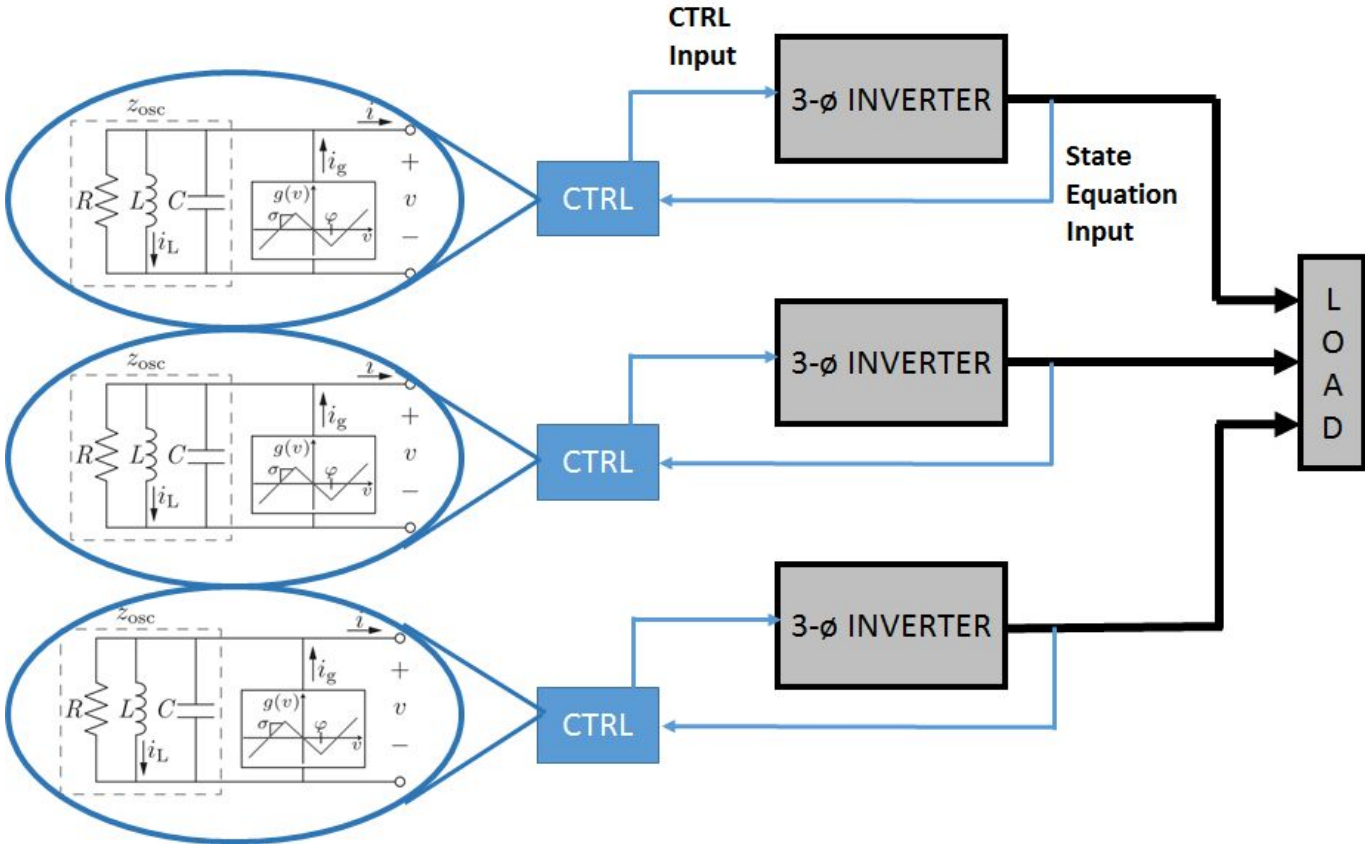 CTRL
Input
3-ø INVERTER
State
Equation
Input
CTRL
z_osc
i
i_g
g(v)
σ
φ
v
R
L
C
i_L
+
v
−
3-ø INVERTER
CTRL
z_osc
i
i_g
g(v)
σ
φ
v
R
L
C
i_L
+
v
−
3-ø INVERTER
CTRL
z_osc
i
i_g
g(v)
σ
φ
v
R
L
C
i_L
+
v
−
L
O
A
D